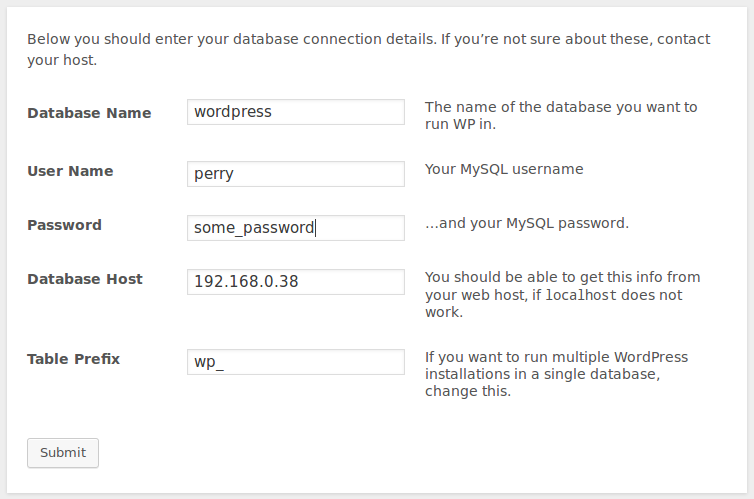 Below you should enter your database connection details. If you’re not sure about these, contact
your host.
Database Name
wordpress
The name of the database you want to
run WP in.
User Name
perry
Your MySQL username
Password
some_password
…and your MySQL password.
Database Host
192.168.0.38
You should be able to get this info from
your web host, if localhost does not
work.
Table Prefix
wp_
If you want to run multiple WordPress
installations in a single database,
change this.
Submit